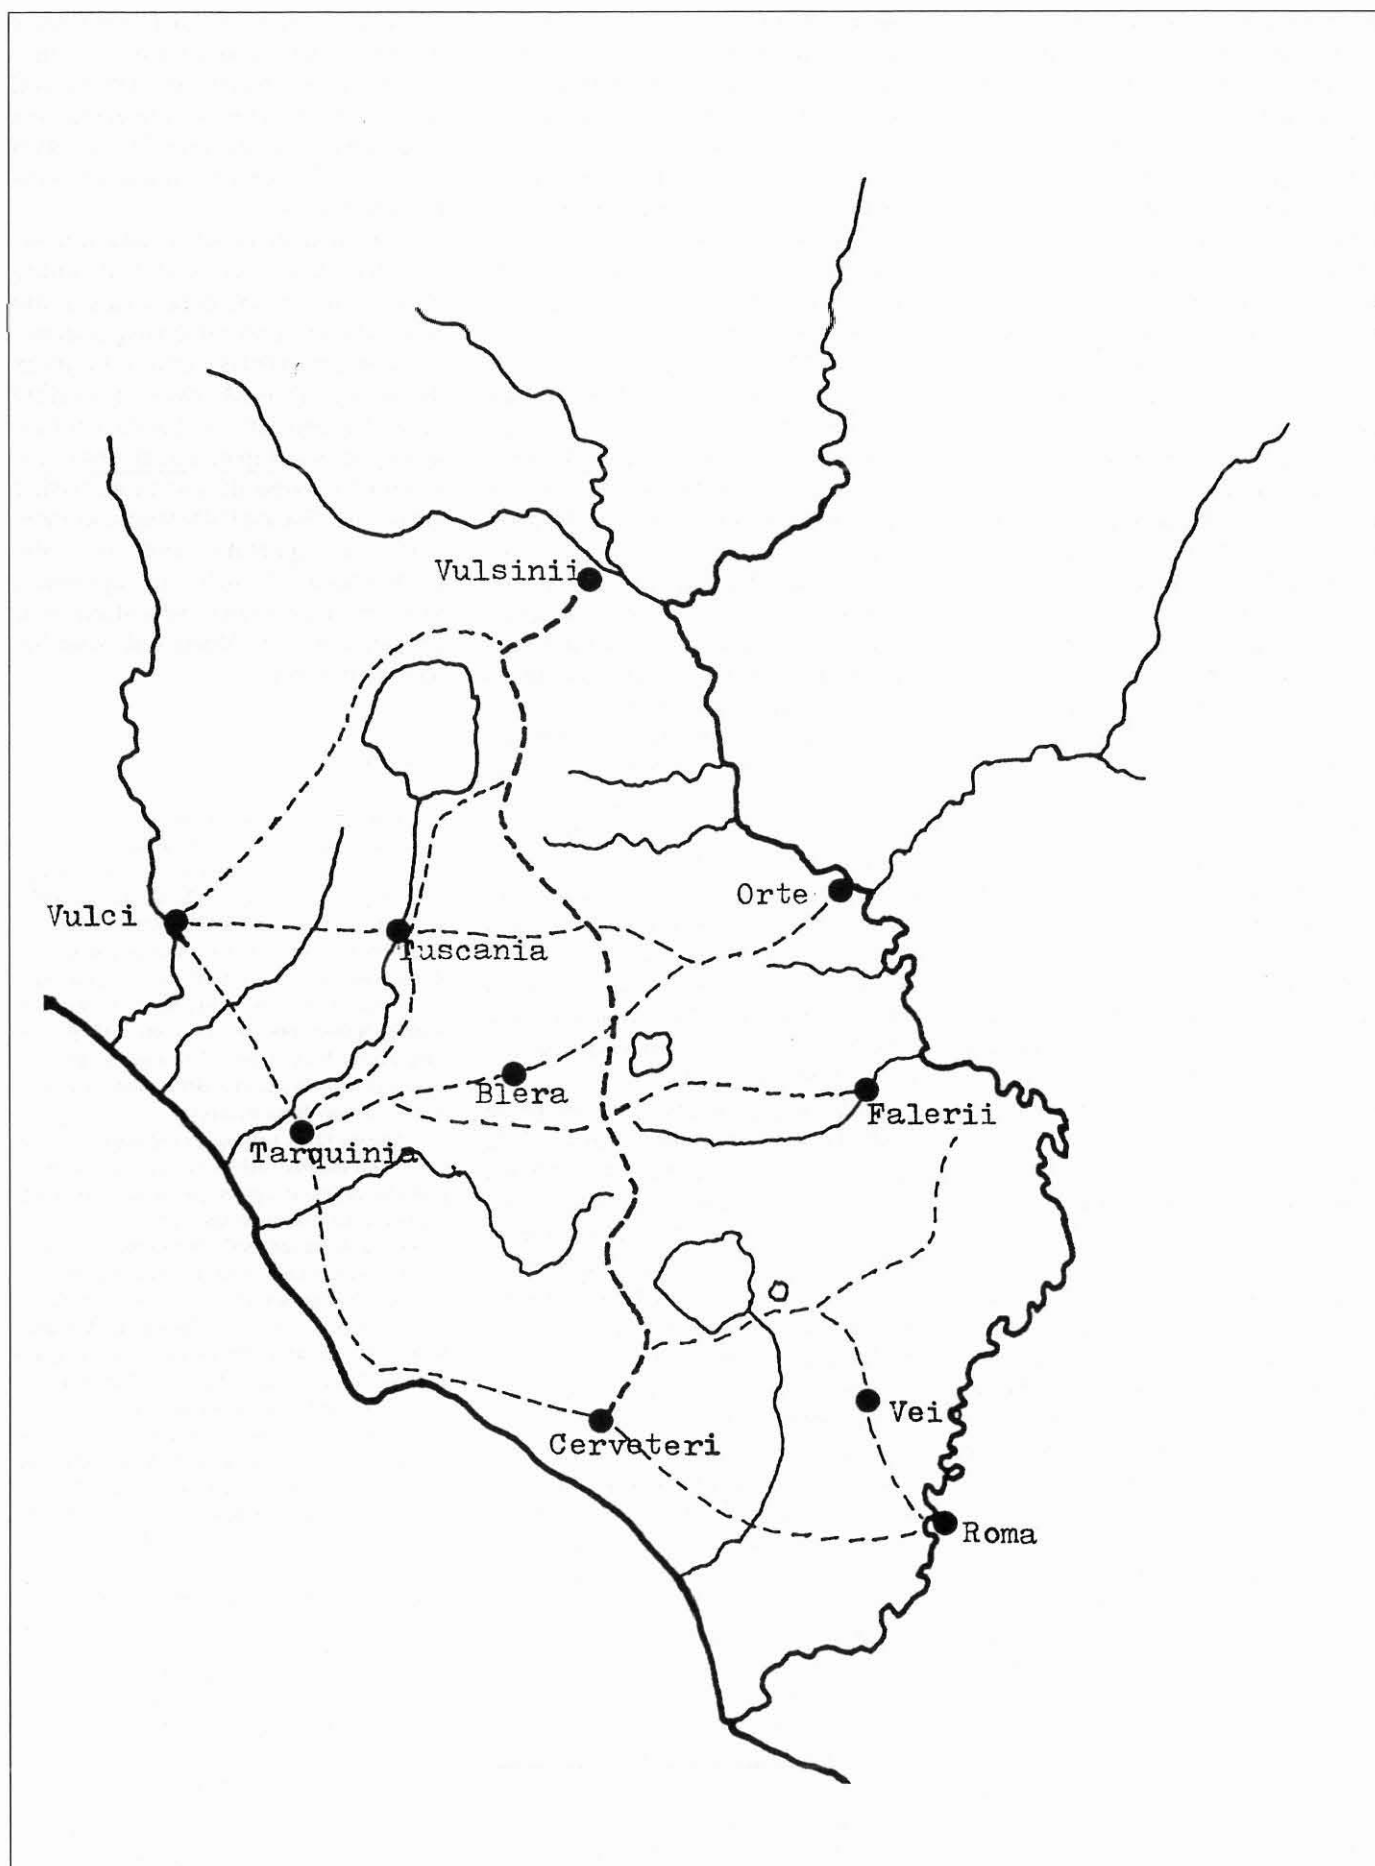 Vulsinii
Orte
Vulci
Tuscania
Blera
Falerii
Tarquinia
Vei
Cerveteri
Roma